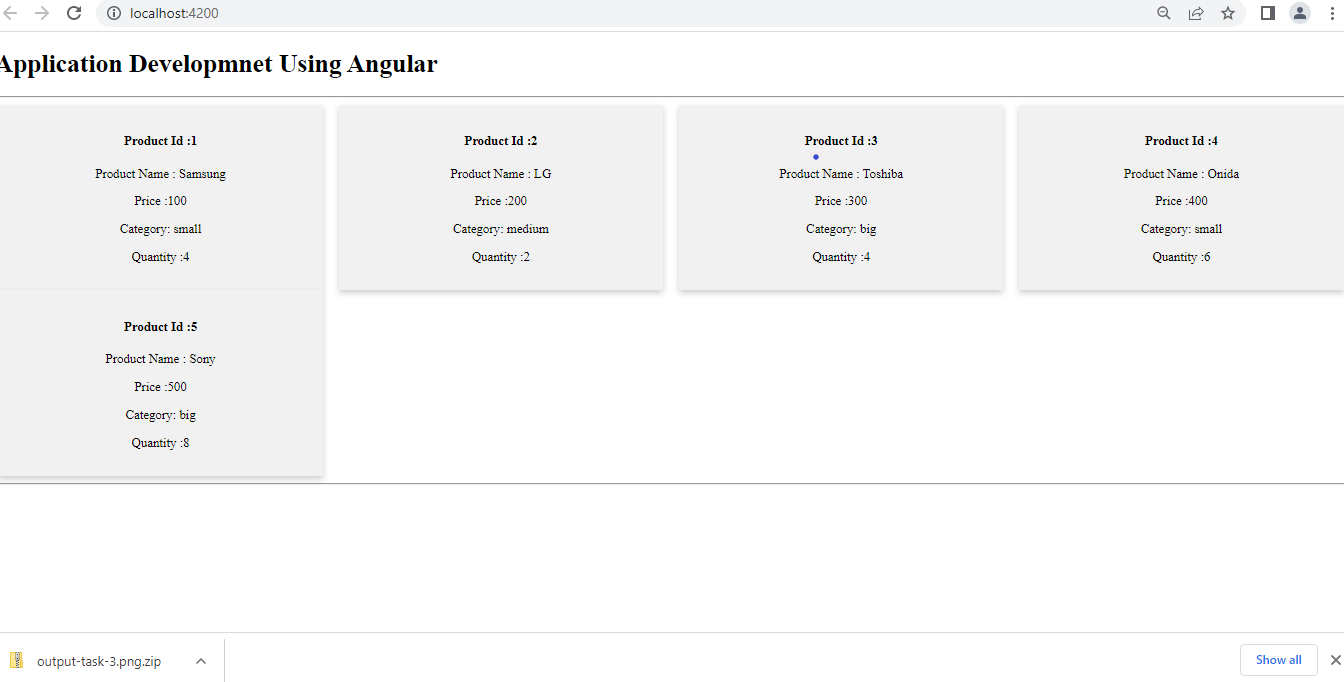 localhost:4200
Application Developmnet Using Angular
Product Id :1
Product Name : Samsung
Price :100
Category: small
Quantity :4
Product Id :2
Product Name : LG
Price :200
Category: medium
Quantity :2
Product Id :3
Product Name : Toshiba
Price :300
Category: big
Quantity :4
Product Id :4
Product Name : Onida
Price :400
Category: small
Quantity :6
Product Id :5
Product Name : Sony
Price :500
Category: big
Quantity :8
output-task-3.png.zip
Show all